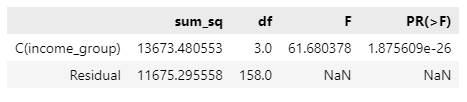 sum_sq df F PR(>F)
C(income_group) 13673.480553 3.0 61.680378 1.875609e-26
Residual 11675.295558 158.0 NaN NaN